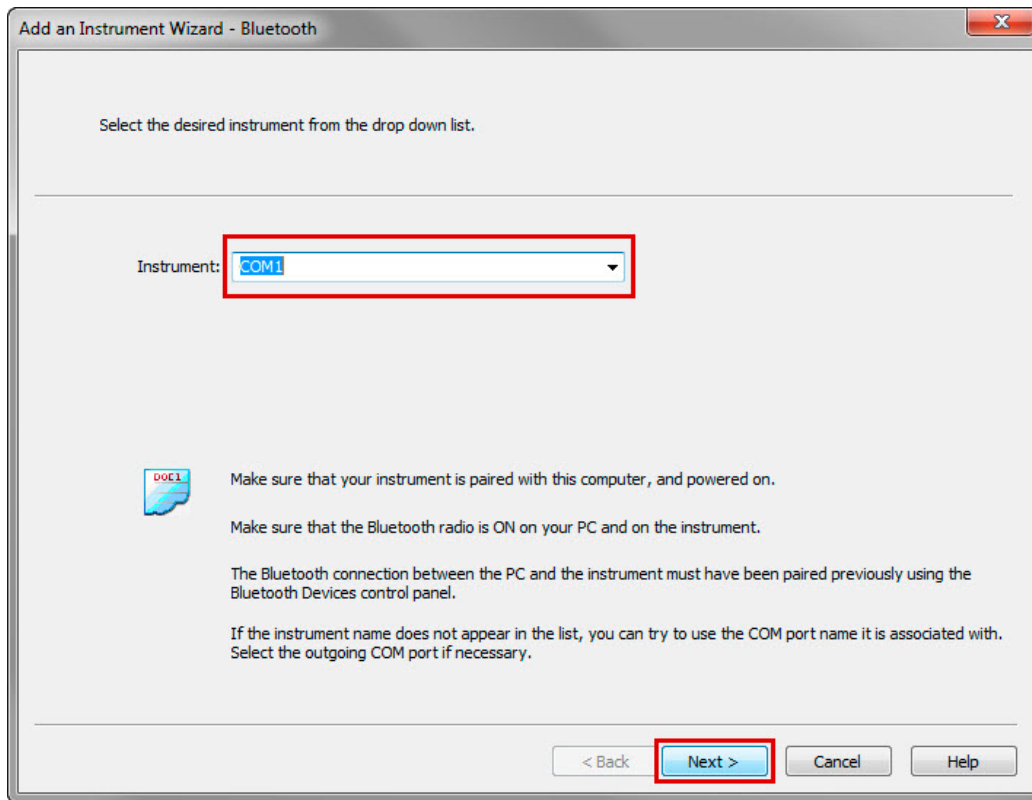 Add an Instrument Wizard - Bluetooth
Select the desired instrument from the drop down list.
Instrument: COM1
DOE1
Make sure that your instrument is paired with this computer, and powered on.
Make sure that the Bluetooth radio is ON on your PC and on the instrument.
The Bluetooth connection between the PC and the instrument must have been paired previously using the
Bluetooth Devices control panel.
If the instrument name does not appear in the list, you can try to use the COM port name it is associated with.
Select the outgoing COM port if necessary.
< Back Next > Cancel Help